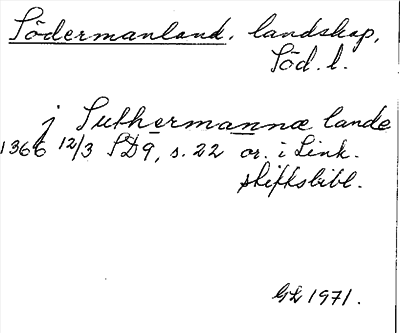 Södermanland, landskap,
Söd. l.
j Suthermannæ lande
1366 12/3 SD9, s. 22 or. i Link.
stiftsbibl.
GL 1971.